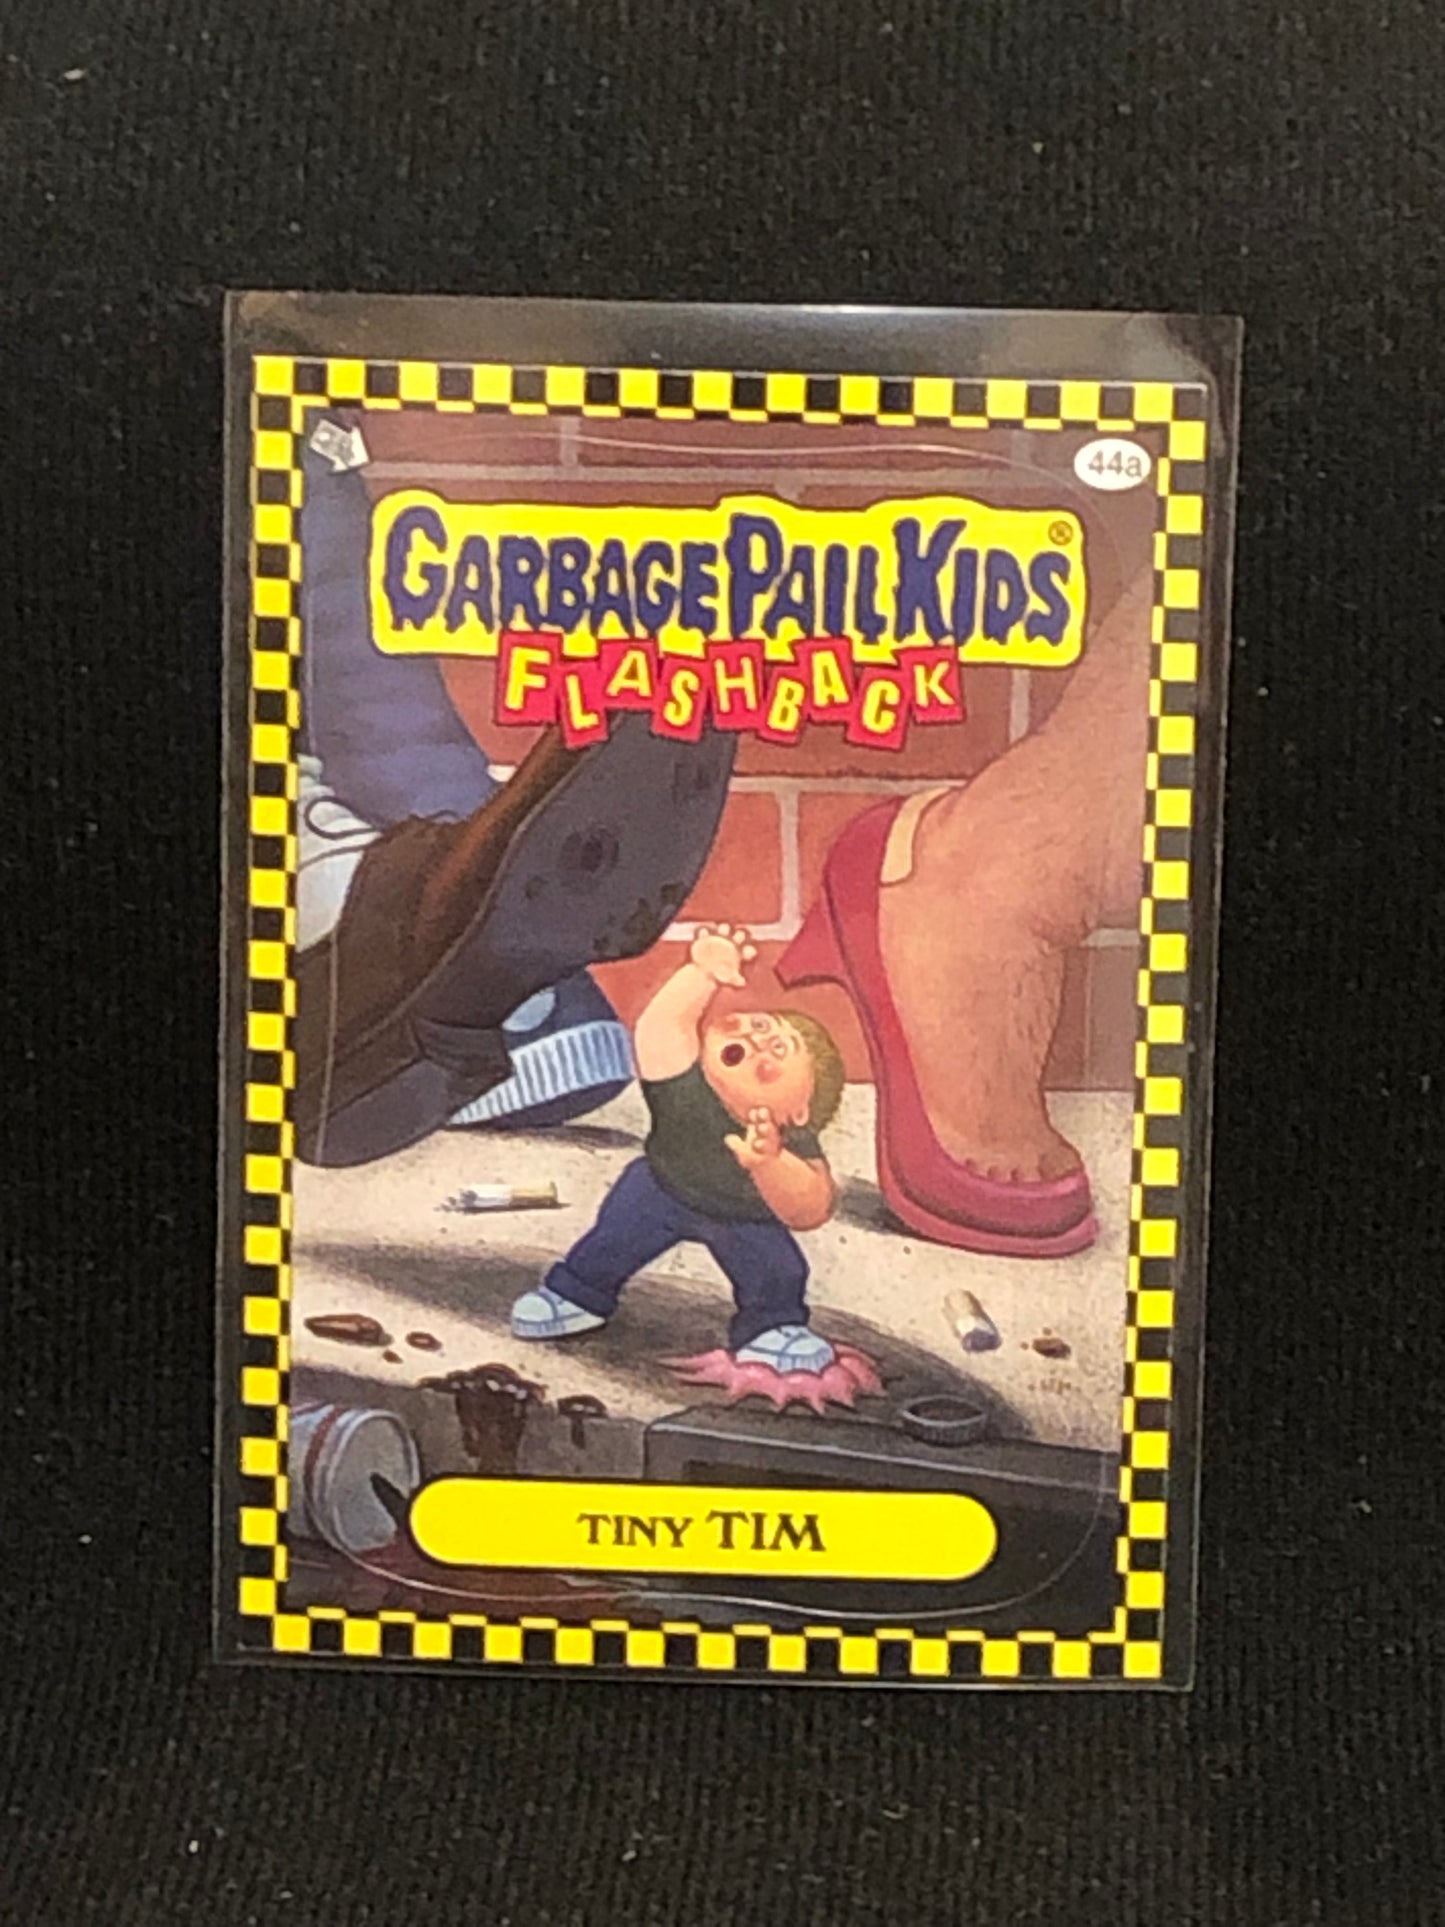 44a
GARBAGE PAIL KIDS®
FLASHBACK
TINY TIM